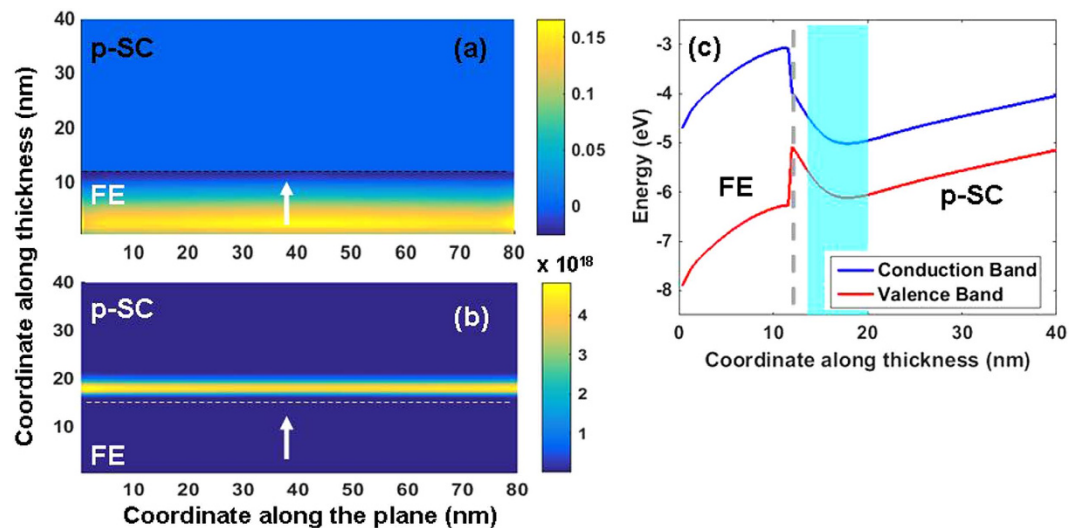 Coordinate along thickness (nm)
40
30
20
10
p-SC
(a)
FE
10 20 30 40 50 60 70 80
0.15
0.1
0.05
0
x 10¹⁸
40
30
20
10
p-SC
(b)
FE
10 20 30 40 50 60 70 80
4
3
2
1
0
Coordinate along the plane (nm)
(c)
Energy (eV)
-3
-4
-5
-6
-7
-8
FE
p-SC
Conduction Band
Valence Band
0 10 20 30 40
Coordinate along thickness (nm)